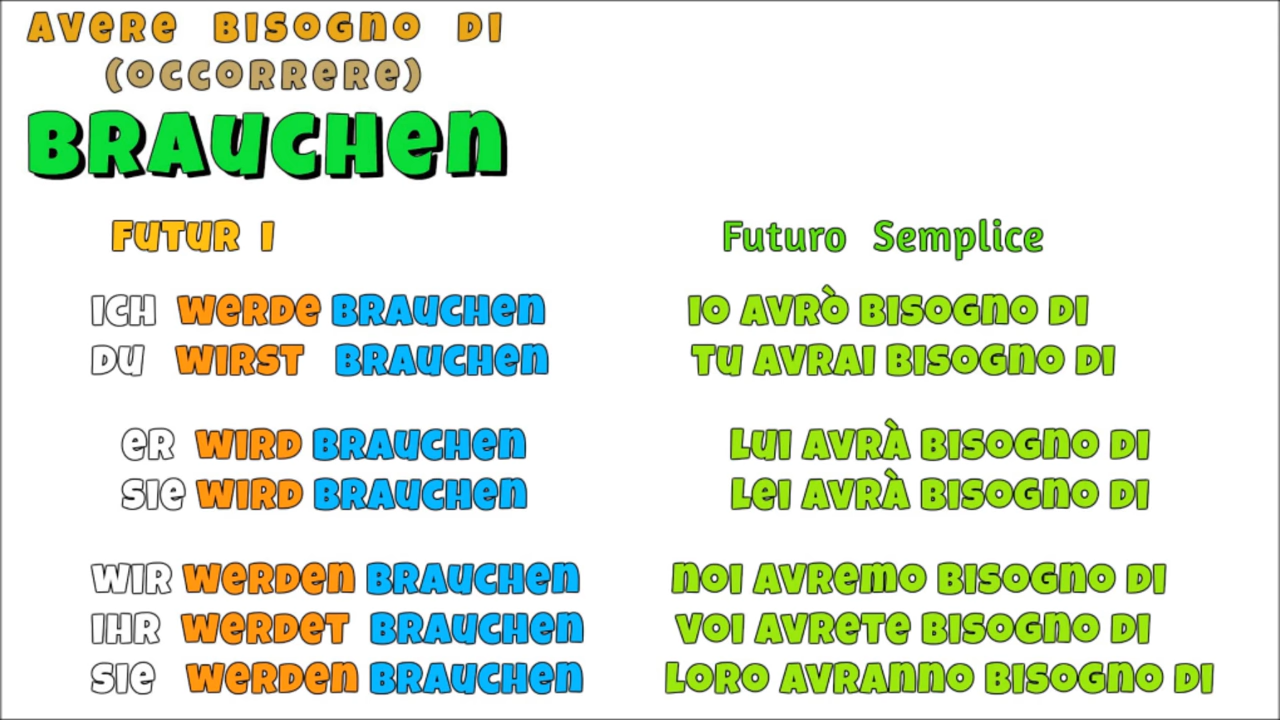 AVERE BISOGNO DI
(OCCORRERE)
BRAUCHEN
FUTUR I
Futuro Semplice
ICH WERDE BRAUCHEN
IO AVRÒ BISOGNO DI
DU WIRST BRAUCHEN
TU AVRAI BISOGNO DI
ER WIRD BRAUCHEN
LUI AVRÀ BISOGNO DI
SIE WIRD BRAUCHEN
LEI AVRÀ BISOGNO DI
WIR WERDEN BRAUCHEN
NOI AVREMO BISOGNO DI
IHR WERDET BRAUCHEN
VOI AVRETE BISOGNO DI
SIE WERDEN BRAUCHEN
LORO AVRANNO BISOGNO DI